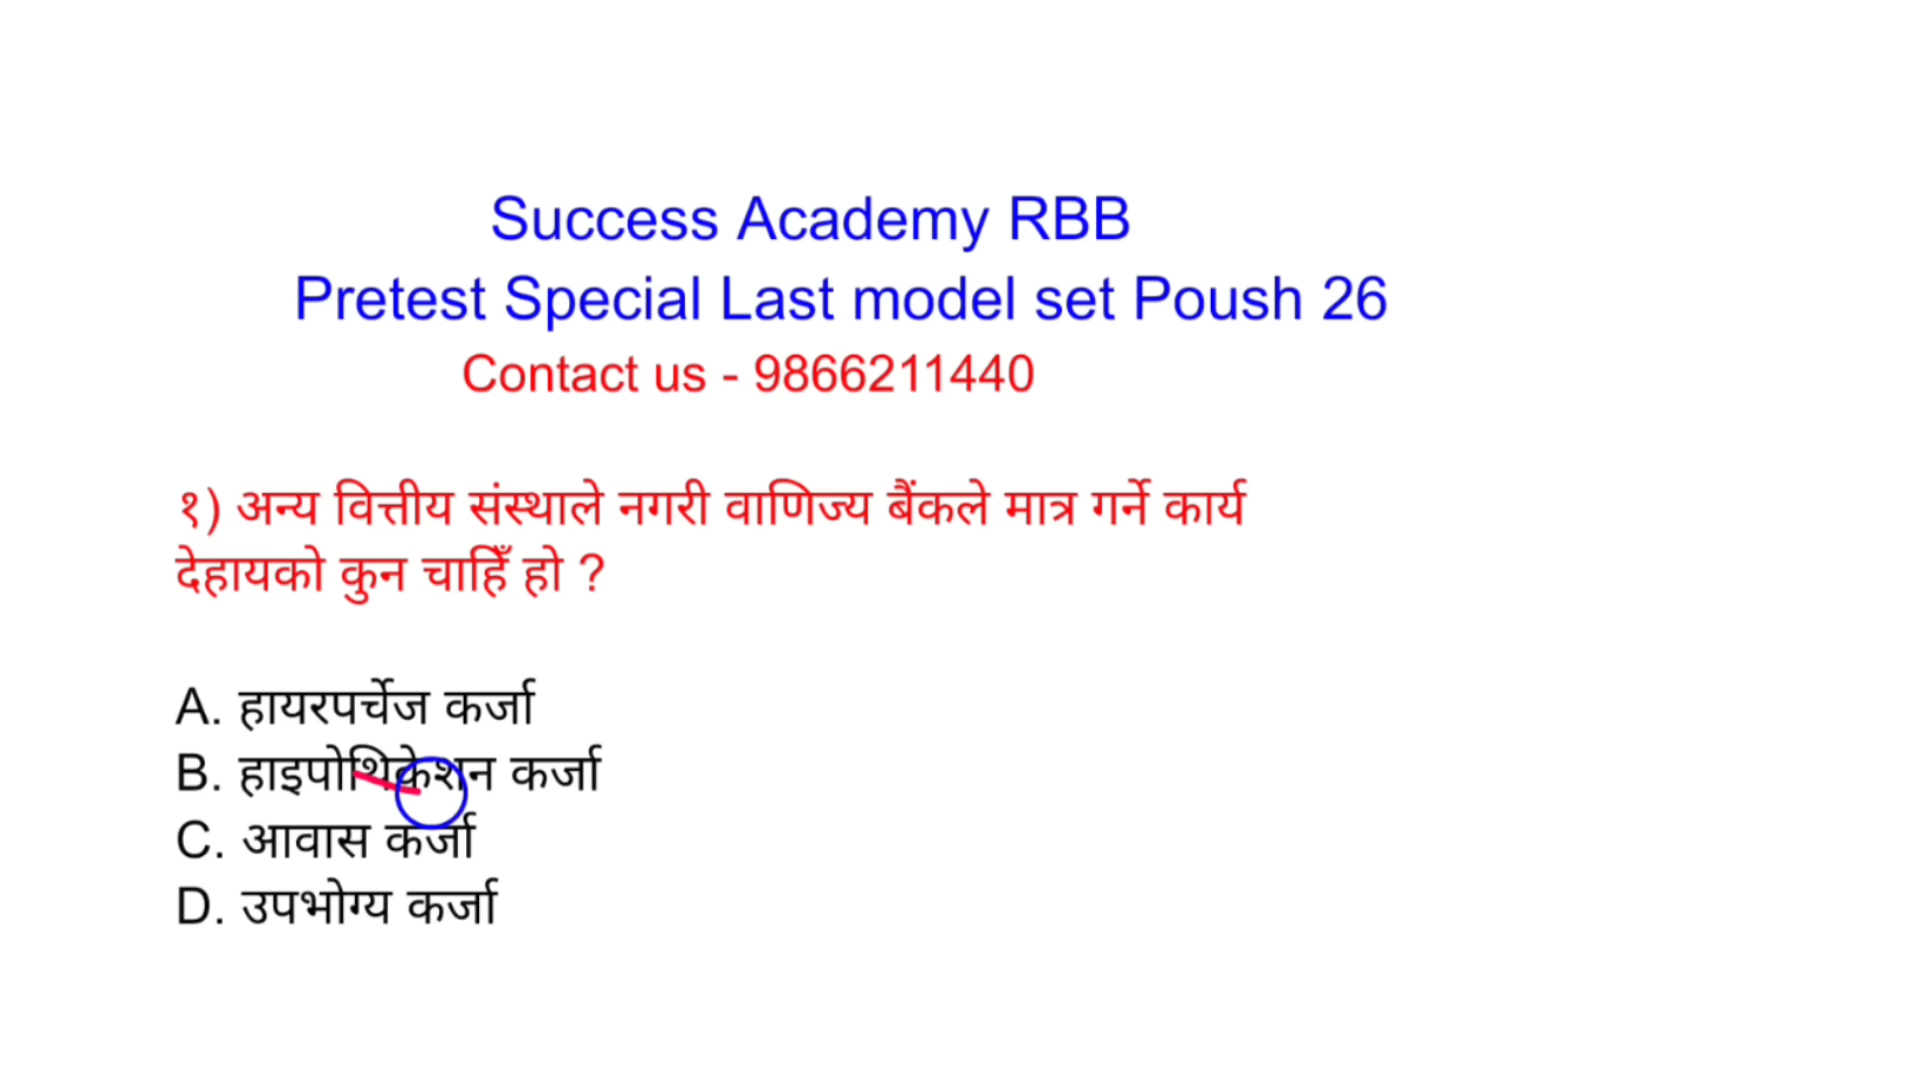 Success Academy RBB
Pretest Special Last model set Poush 26
Contact us - 9866211440
१) अन्य वित्तीय संस्थाले नगरी वाणिज्य बैंकले मात्र गर्ने कार्य
देहायको कुन चाहिँ हो ?
A. हायरपर्चेज कर्जा
B. हाइपोथिकेशन कर्जा
C. आवास कर्जा
D. उपभोग्य कर्जा